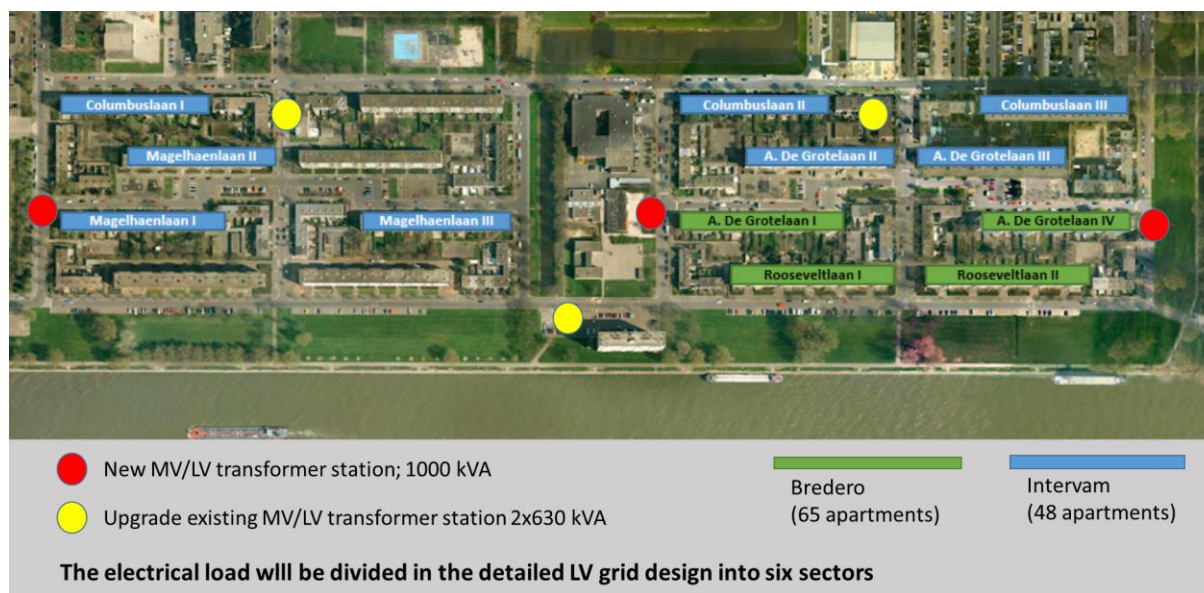 Columbuslaan I
Columbuslaan II
Columbuslaan III
Magelhaenlaan II
A. De Grotelaan II
A. De Grotelaan III
Magelhaenlaan I
Magelhaenlaan III
A. De Grotelaan I
A. De Grotelaan IV
Rooseveltlaan I
Rooseveltlaan II
New MV/LV transformer station; 1000 kVA
Upgrade existing MV/LV transformer station 2x630 kVA
Bredero
(65 apartments)
Intervam
(48 apartments)
The electrical load wlll be divided in the detailed LV grid design into six sectors